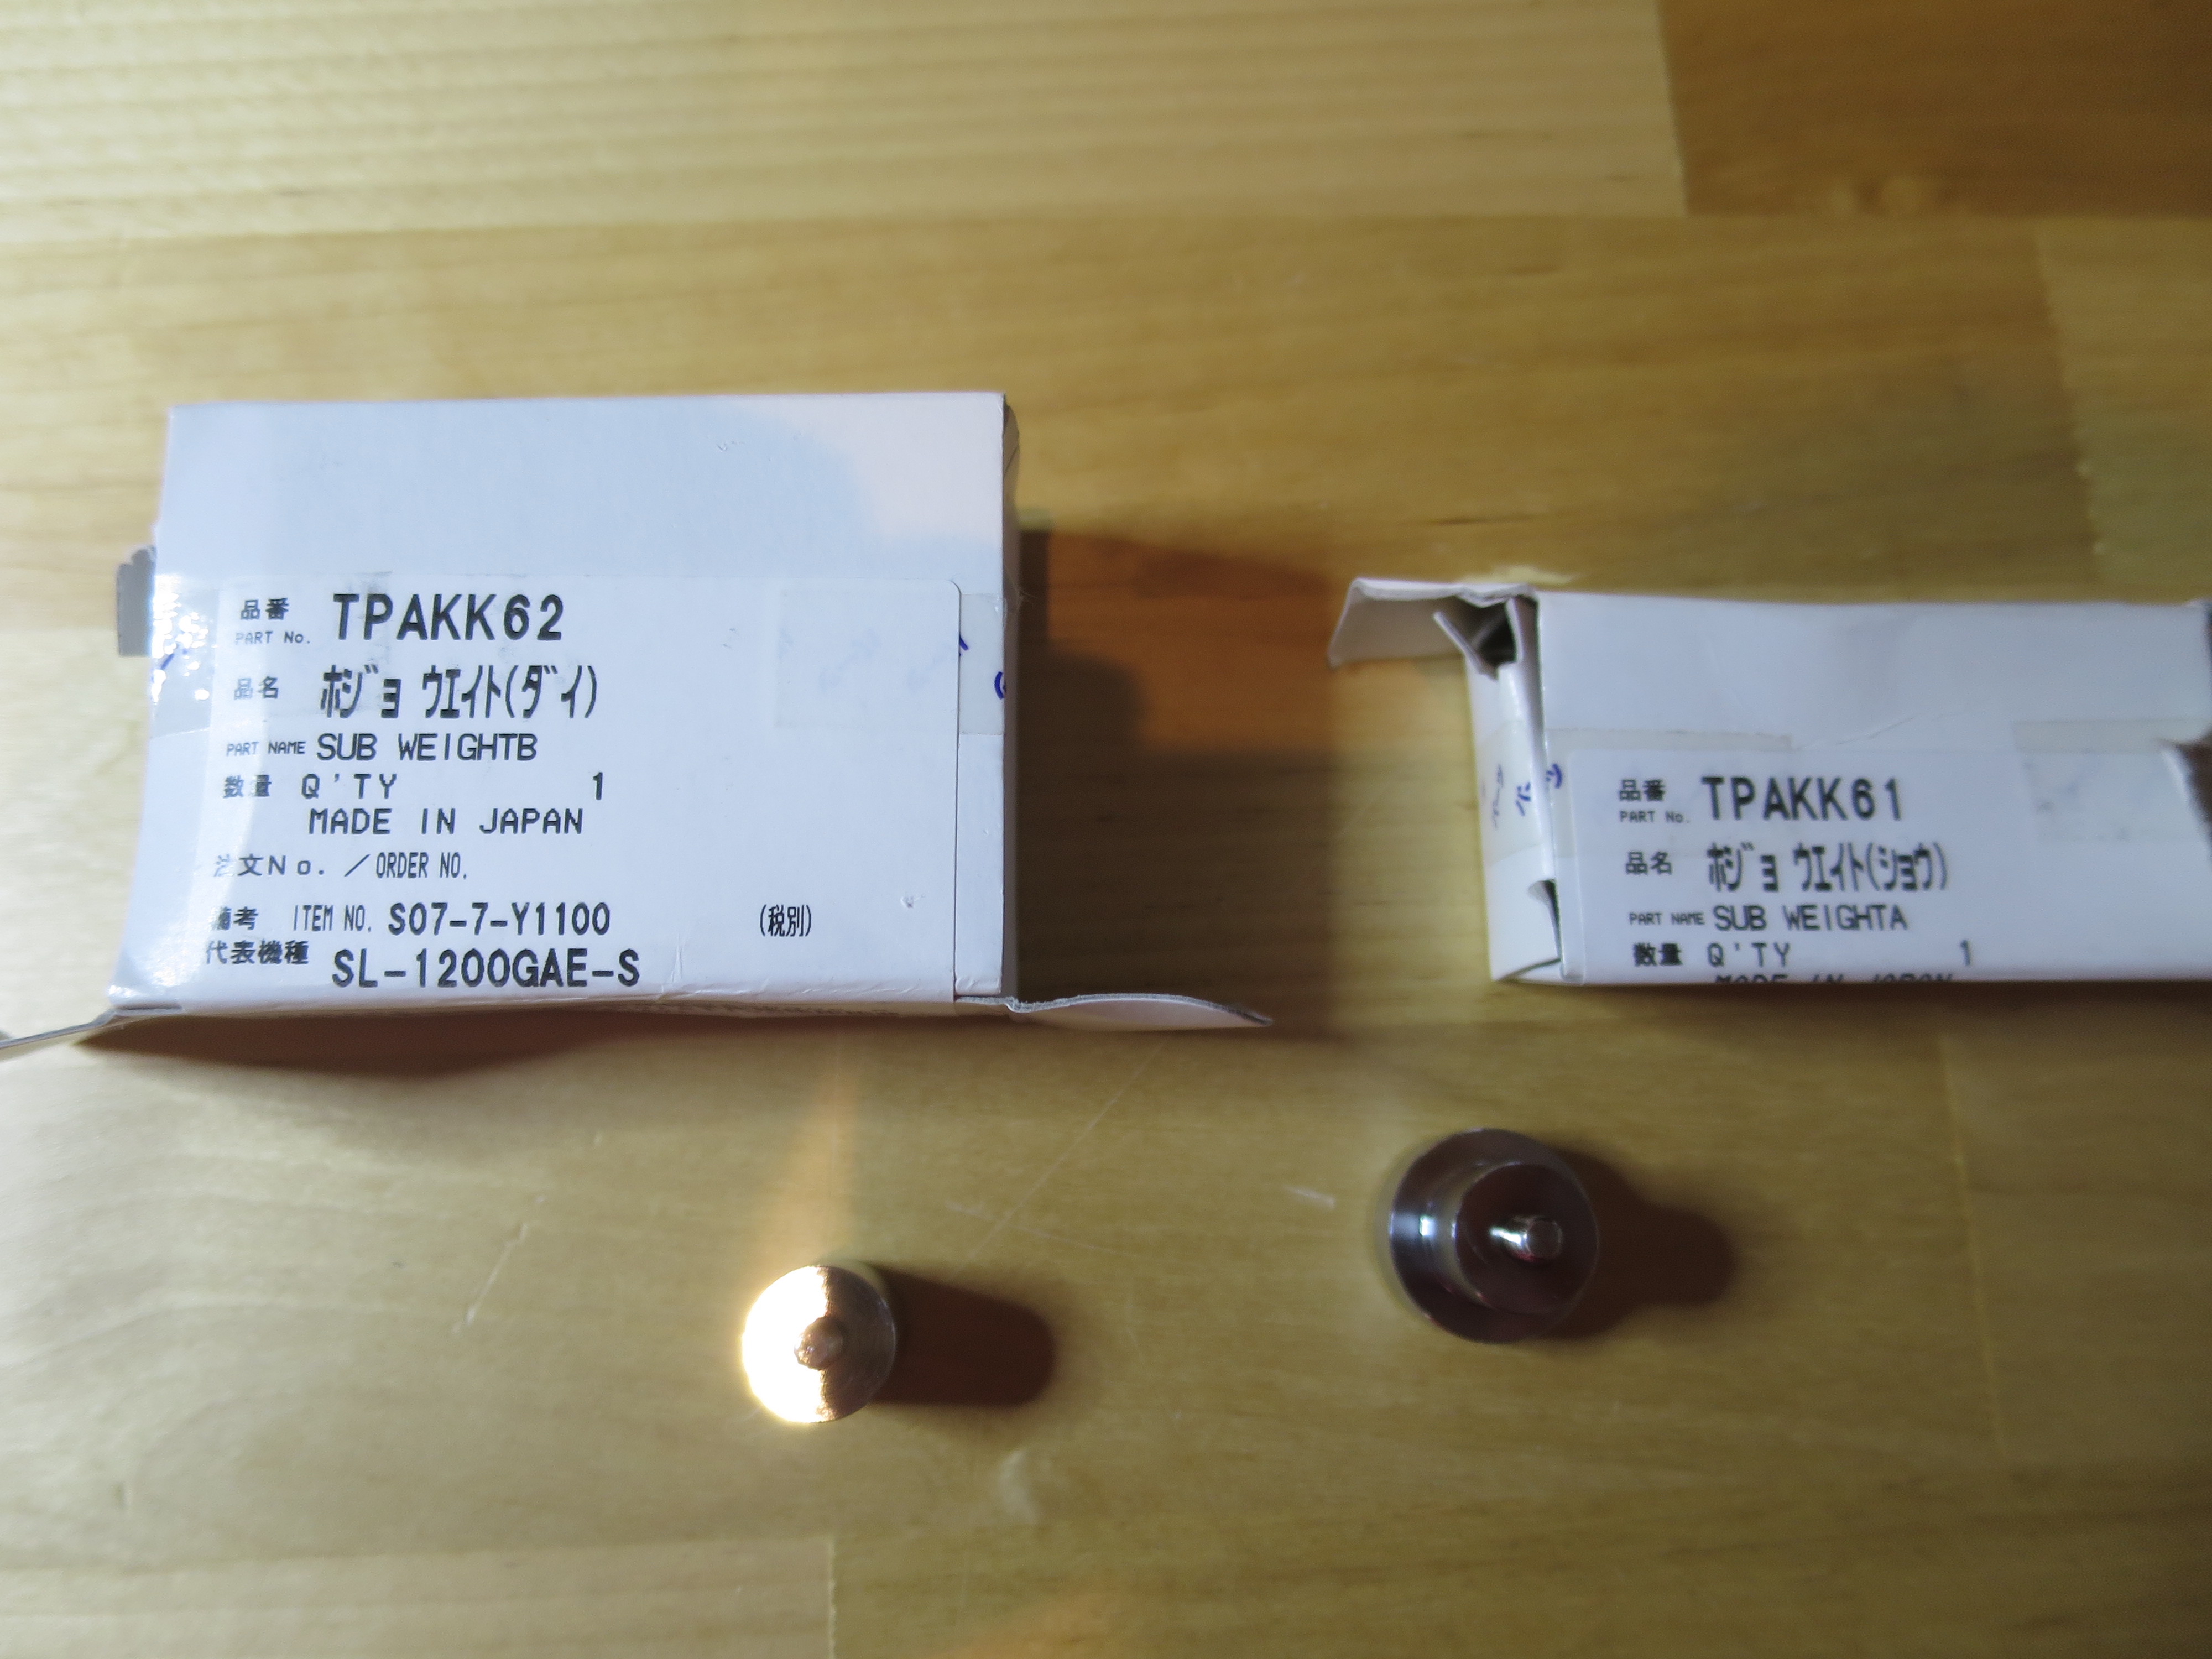 品番 PART No. TPAKK62
品名 ホジョ ウエイト(ダイ)
PART NAME SUB WEIGHTB
数量 Q'TY 1
MADE IN JAPAN
注文No.／ORDER NO.
備考 ITEM NO. S07-7-Y1100 (税別)
代表機種 SL-1200GAE-S
品番 PART No. TPAKK61
品名 ホジョ ウエイト(ショウ)
PART NAME SUB WEIGHTA
数量 Q'TY 1
MADE IN JAPAN